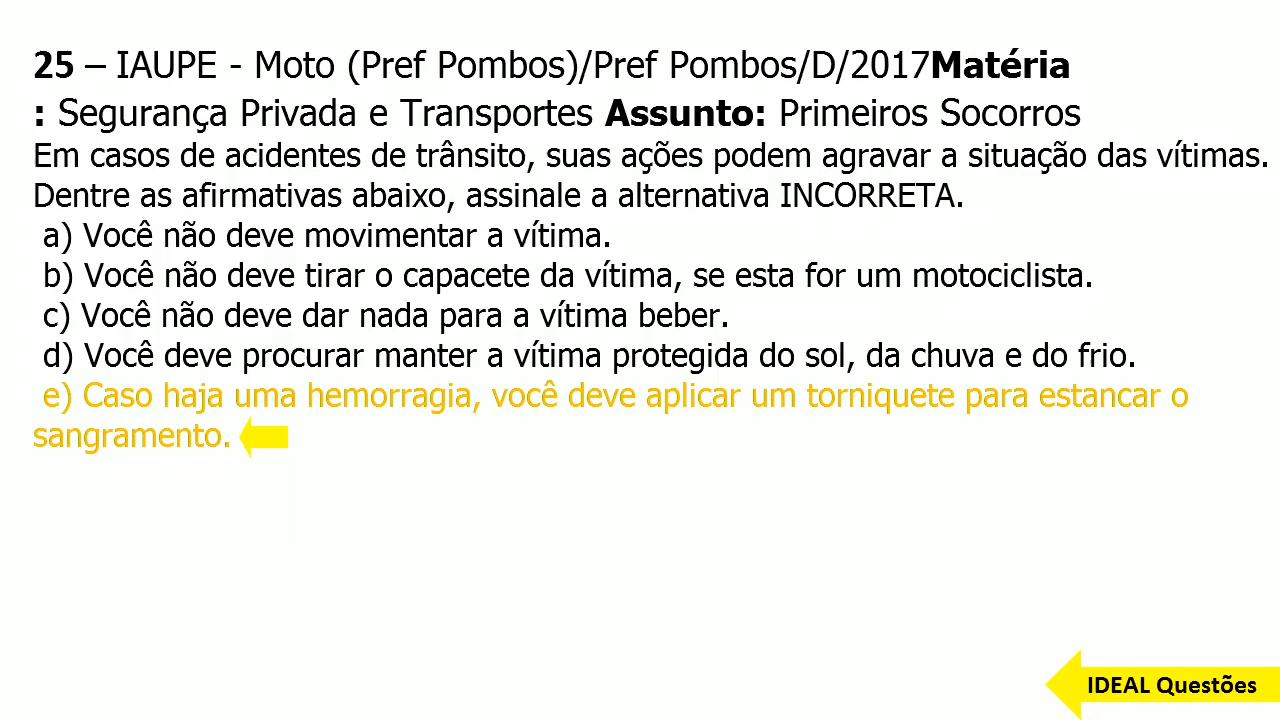 25 – IAUPE - Moto (Pref Pombos)/Pref Pombos/D/2017Matéria
: Segurança Privada e Transportes Assunto: Primeiros Socorros
Em casos de acidentes de trânsito, suas ações podem agravar a situação das vítimas.
Dentre as afirmativas abaixo, assinale a alternativa INCORRETA.
a) Você não deve movimentar a vítima.
b) Você não deve tirar o capacete da vítima, se esta for um motociclista.
c) Você não deve dar nada para a vítima beber.
d) Você deve procurar manter a vítima protegida do sol, da chuva e do frio.
e) Caso haja uma hemorragia, você deve aplicar um torniquete para estancar o
sangramento.
IDEAL Questões